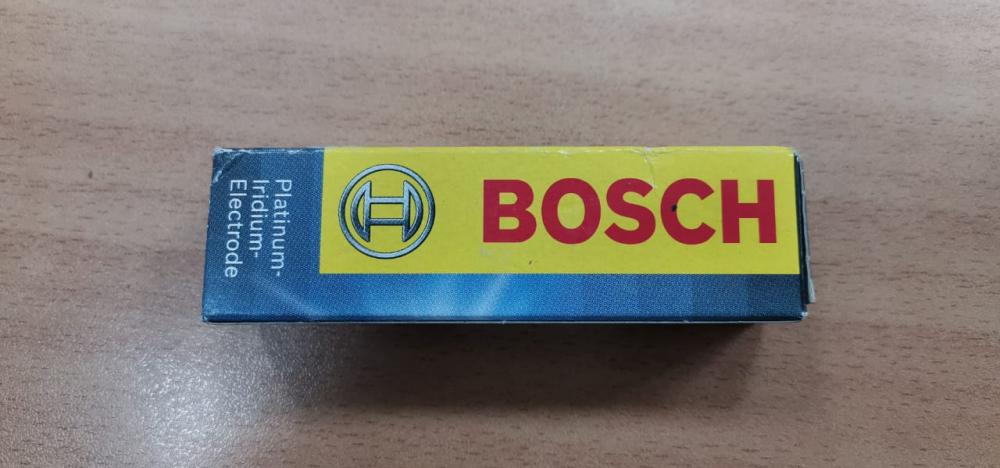 BOSCH
Platinum-
Iridium-
Electrode